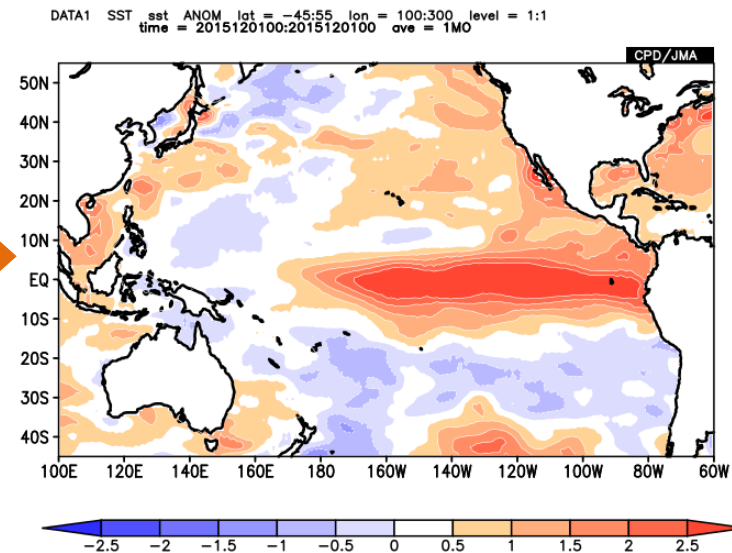 DATA1 SST sst ANOM lat = -45:55 lon = 100:300 level = 1:1
time = 2015120100:2015120100 ave = 1MO
CPD/JMA
50N
40N
30N
20N
10N
EQ
10S
20S
30S
40S
100E 120E 140E 160E 180 160W 140W 120W 100W 80W 60W
-2.5 -2 -1.5 -1 -0.5 0 0.5 1 1.5 2 2.5